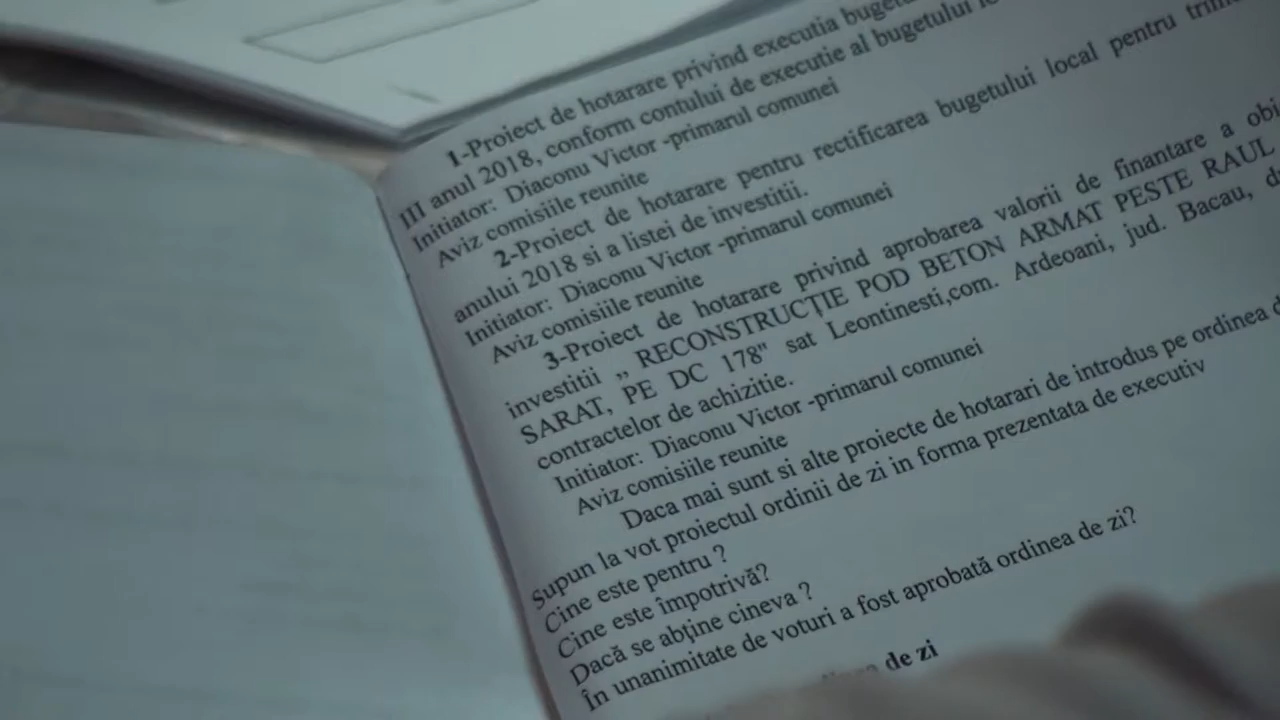 1-Proiect de hotarare privind executia
III anul 2018, conform contului de executie al bugetului
Initiator: Diaconu Victor -primarul comunei
Aviz comisiile reunite
2-Proiect de hotarare pentru rectificarea bugetului local pentru
anului 2018 si a listei de investitii.
Initiator: Diaconu Victor -primarul comunei
Aviz comisiile reunite
3-Proiect de hotarare privind aprobarea valorii de finantare a
investitii „ RECONSTRUCŢIE POD BETON ARMAT PESTE RAUL
SARAT, PE DC 178" sat Leontinesti,com. Ardeoani, jud. Bacau,
contractelor de achizitie.
Initiator: Diaconu Victor -primarul comunei
Aviz comisiile reunite
Daca mai sunt si alte proiecte de hotarari de introdus pe ordinea
Supun la vot proiectul ordinii de zi in forma prezentata de executiv
Cine este pentru ?
Cine este împotrivă?
Dacă se abţine cineva ?
În unanimitate de voturi a fost aprobată ordinea de zi?
de zi